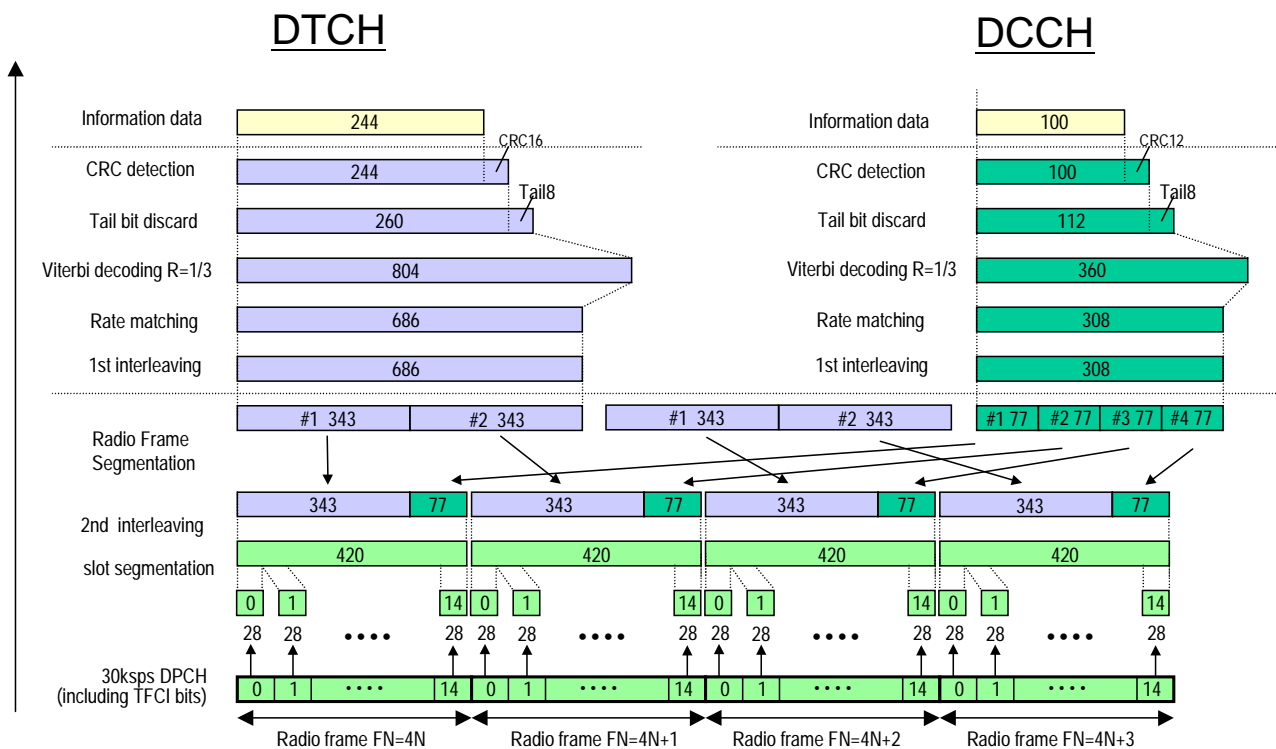 DTCH
DCCH
Information data 244
Information data 100
CRC16
CRC12
CRC detection 244
CRC detection 100
Tail8
Tail8
Tail bit discard 260
Tail bit discard 112
Viterbi decoding R=1/3 804
Viterbi decoding R=1/3 360
Rate matching 686
Rate matching 308
1st interleaving 686
1st interleaving 308
#1 343 #2 343 #1 343 #2 343 #1 77 #2 77 #3 77 #4 77
Radio Frame
Segmentation
343 77 343 77 343 77 343 77
2nd interleaving
420 420 420 420
slot segmentation
0 1 14 0 1 14 0 1 14 0 1 14
28 28 •••• 28 28 28 •••• 28 28 28 •••• 28 28 28 •••• 28
30ksps DPCH
(including TFCI bits)
0 1 •••• 14 0 1 •••• 14 0 1 •••• 14 0 1 •••• 14
Radio frame FN=4N Radio frame FN=4N+1 Radio frame FN=4N+2 Radio frame FN=4N+3